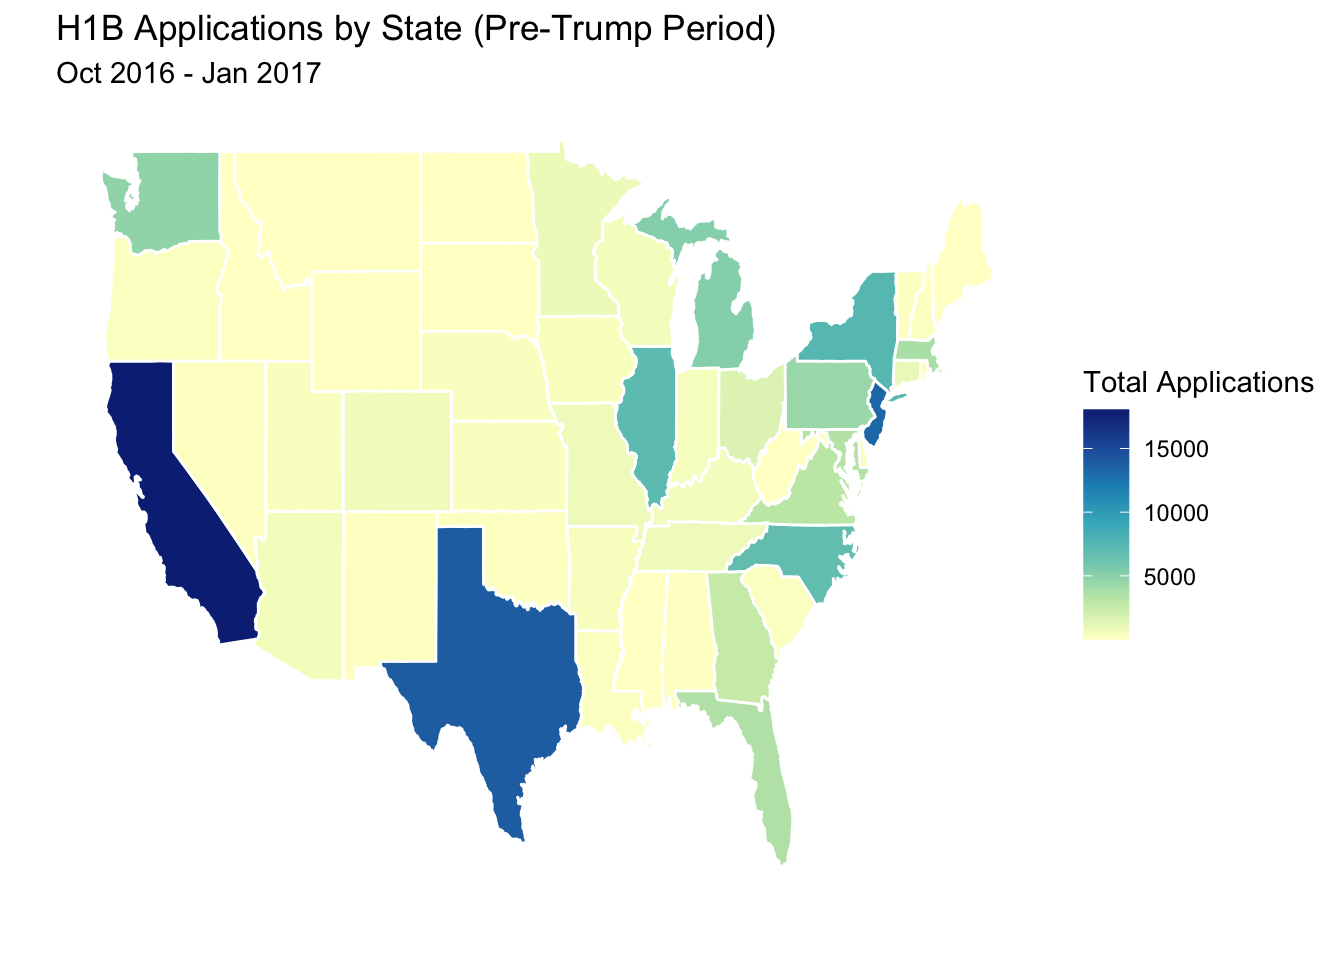 H1B Applications by State (Pre-Trump Period)
Oct 2016 - Jan 2017
Total Applications
15000
10000
5000